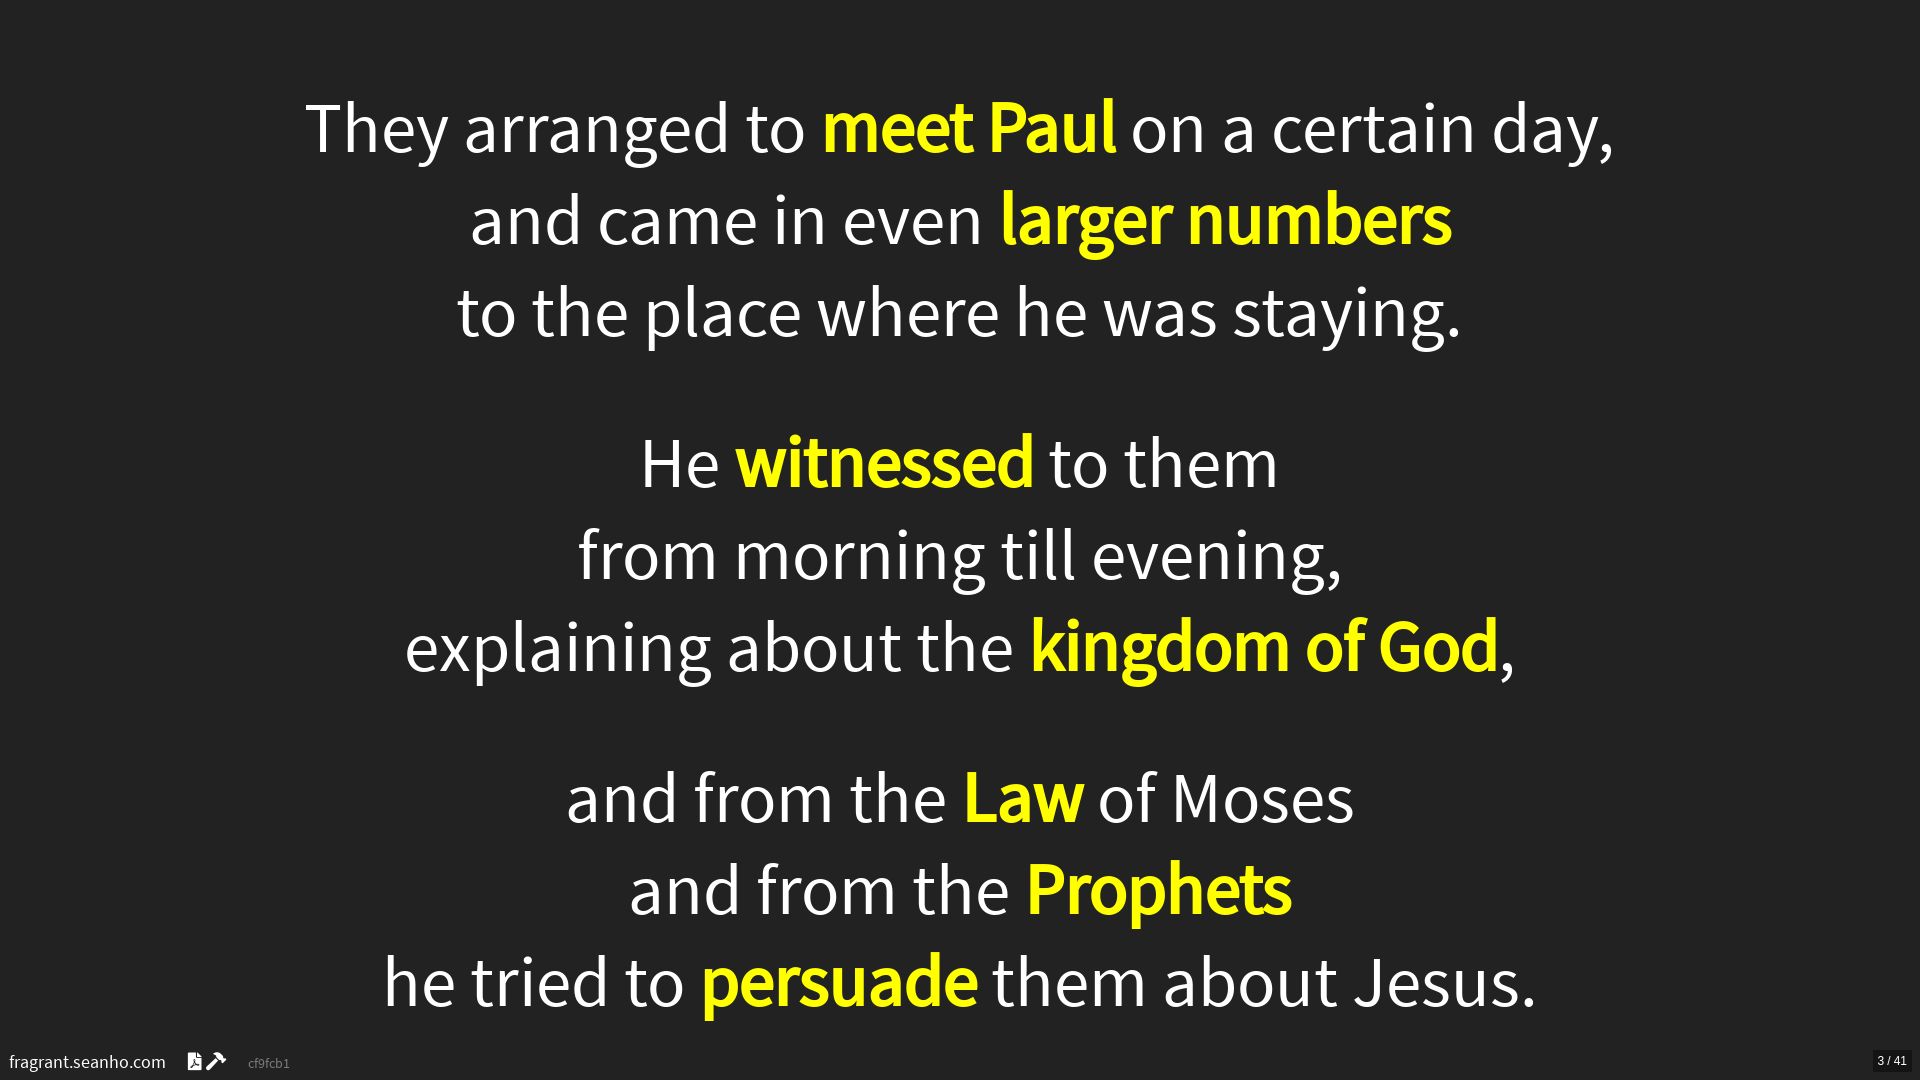 They arranged to meet Paul on a certain day,
and came in even larger numbers
to the place where he was staying.
He witnessed to them
from morning till evening,
explaining about the kingdom of God,
and from the Law of Moses
and from the Prophets
he tried to persuade them about Jesus.
fragrant.seanho.com cf9fcb1
3 / 41